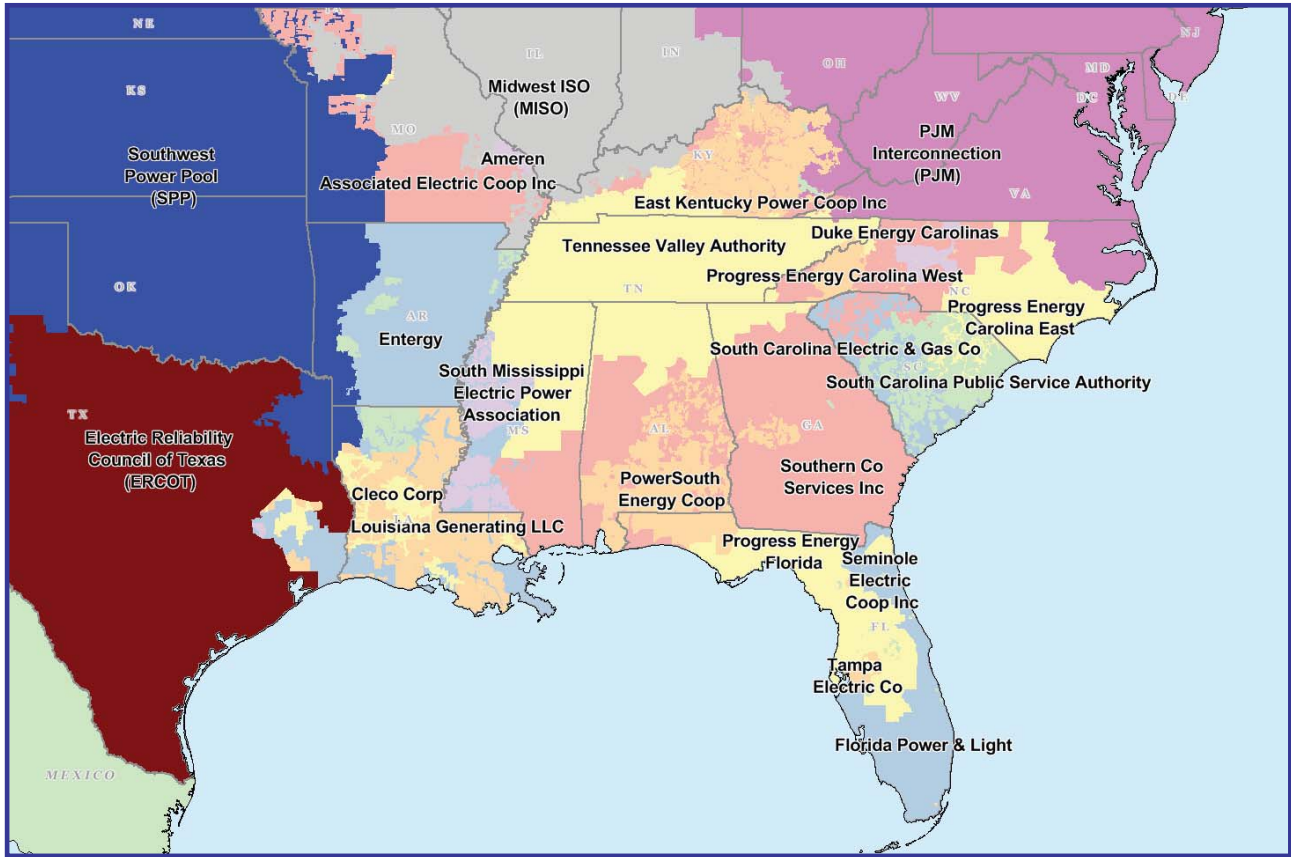 NE
IL
IN
OH
NJ
MD
DC
DE
KS
MO
WV
KY
VA
Midwest ISO
(MISO)
PJM
Interconnection
(PJM)
Southwest
Power Pool
(SPP)
Ameren
Associated Electric Coop Inc
East Kentucky Power Coop Inc
Duke Energy Carolinas
Tennessee Valley Authority
Progress Energy Carolina West
OK
TN
NC
Progress Energy
Carolina East
AR
Entergy
South Carolina Electric & Gas Co
SC
South Carolina Public Service Authority
South Mississippi
Electric Power
Association
TX
MS
AL
GA
Electric Reliability
Council of Texas
(ERCOT)
Southern Co
Services Inc
PowerSouth
Energy Coop
Cleco Corp
LA
Louisiana Generating LLC
Progress Energy
Florida
Seminole
Electric
Coop Inc
FL
Tampa
Electric Co
Florida Power & Light
MEXICO